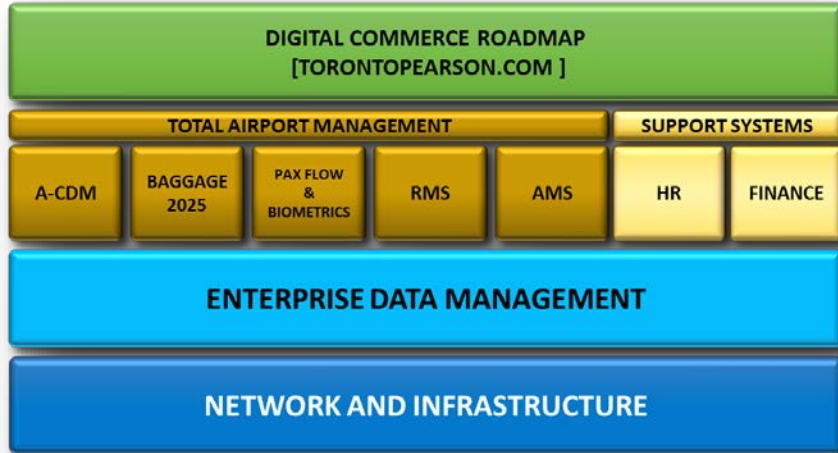 DIGITAL COMMERCE ROADMAP
[TORONTOPEARSON.COM ]
TOTAL AIRPORT MANAGEMENT
SUPPORT SYSTEMS
A-CDM
BAGGAGE
2025
PAX FLOW
&
BIOMETRICS
RMS
AMS
HR
FINANCE
ENTERPRISE DATA MANAGEMENT
NETWORK AND INFRASTRUCTURE